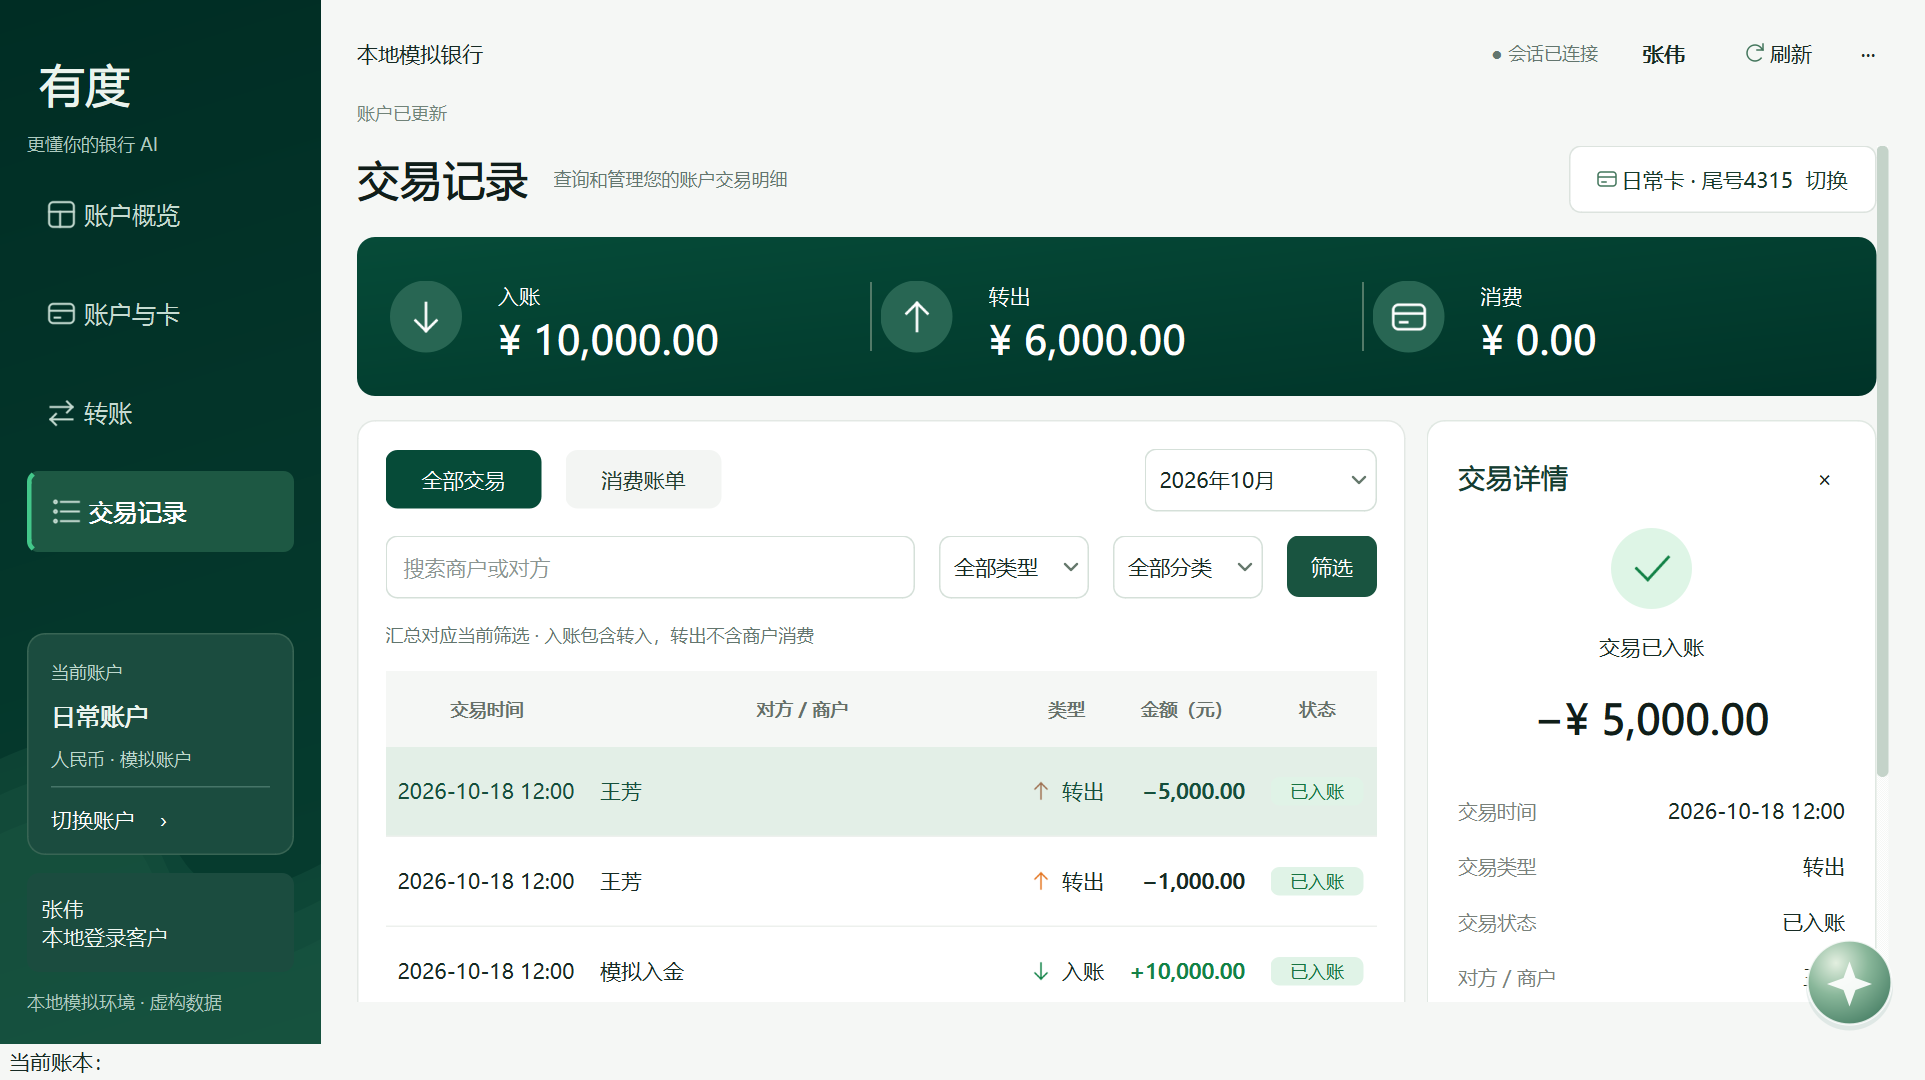 有度
更懂你的银行 AI
账户概览
账户与卡
转账
交易记录
当前账户
日常账户
人民币 · 模拟账户
切换账户 ›
张伟
本地登录客户
本地模拟环境 · 虚构数据
当前账本：
本地模拟银行
会话已连接
张伟
刷新
...
账户已更新
交易记录
查询和管理您的账户交易明细
日常卡 · 尾号4315 切换
入账
¥ 10,000.00
转出
¥ 6,000.00
消费
¥ 0.00
全部交易
消费账单
2026年10月
搜索商户或对方
全部类型
全部分类
筛选
汇总对应当前筛选 · 入账包含转入，转出不含商户消费
交易时间 对方 / 商户 类型 金额（元） 状态
2026-10-18 12:00 王芳 转出 −5,000.00 已入账
2026-10-18 12:00 王芳 转出 −1,000.00 已入账
2026-10-18 12:00 模拟入金 入账 +10,000.00 已入账
交易详情
×
交易已入账
−¥ 5,000.00
交易时间 2026-10-18 12:00
交易类型 转出
交易状态 已入账
对方 / 商户